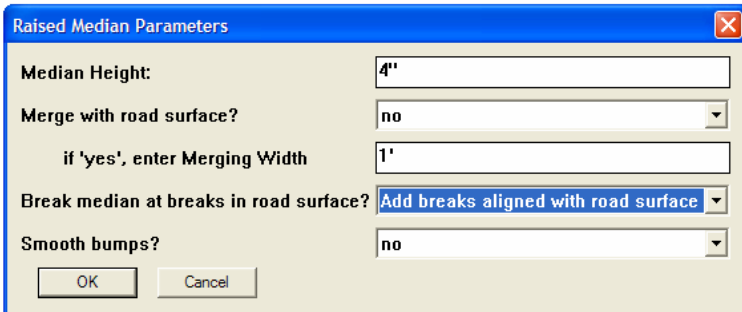 Raised Median Parameters
Median Height: 4"
Merge with road surface? no
if 'yes', enter Merging Width 1'
Break median at breaks in road surface? Add breaks aligned with road surface
Smooth bumps? no
OK Cancel